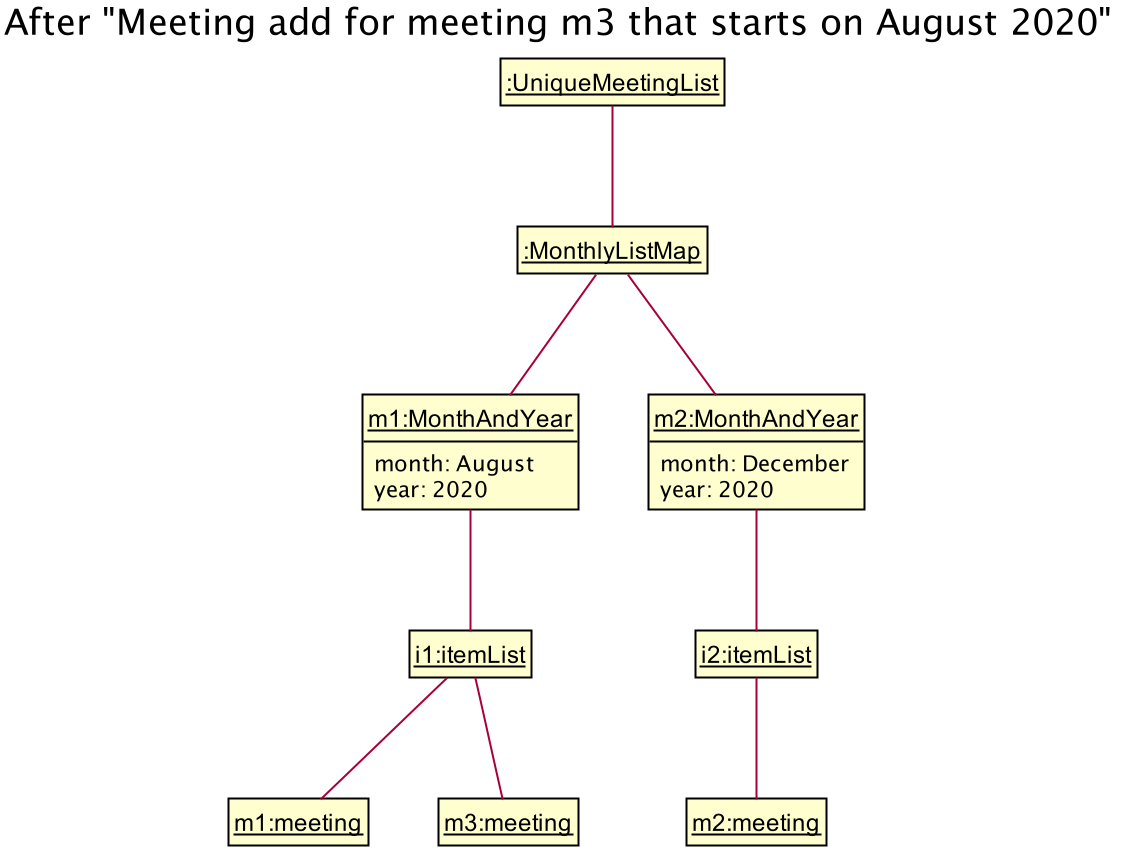 After "Meeting add for meeting m3 that starts on August 2020"
:UniqueMeetingList
:MonthlyListMap
m1:MonthAndYear
month: August
year: 2020
m2:MonthAndYear
month: December
year: 2020
i1:itemList
i2:itemList
m1:meeting
m3:meeting
m2:meeting